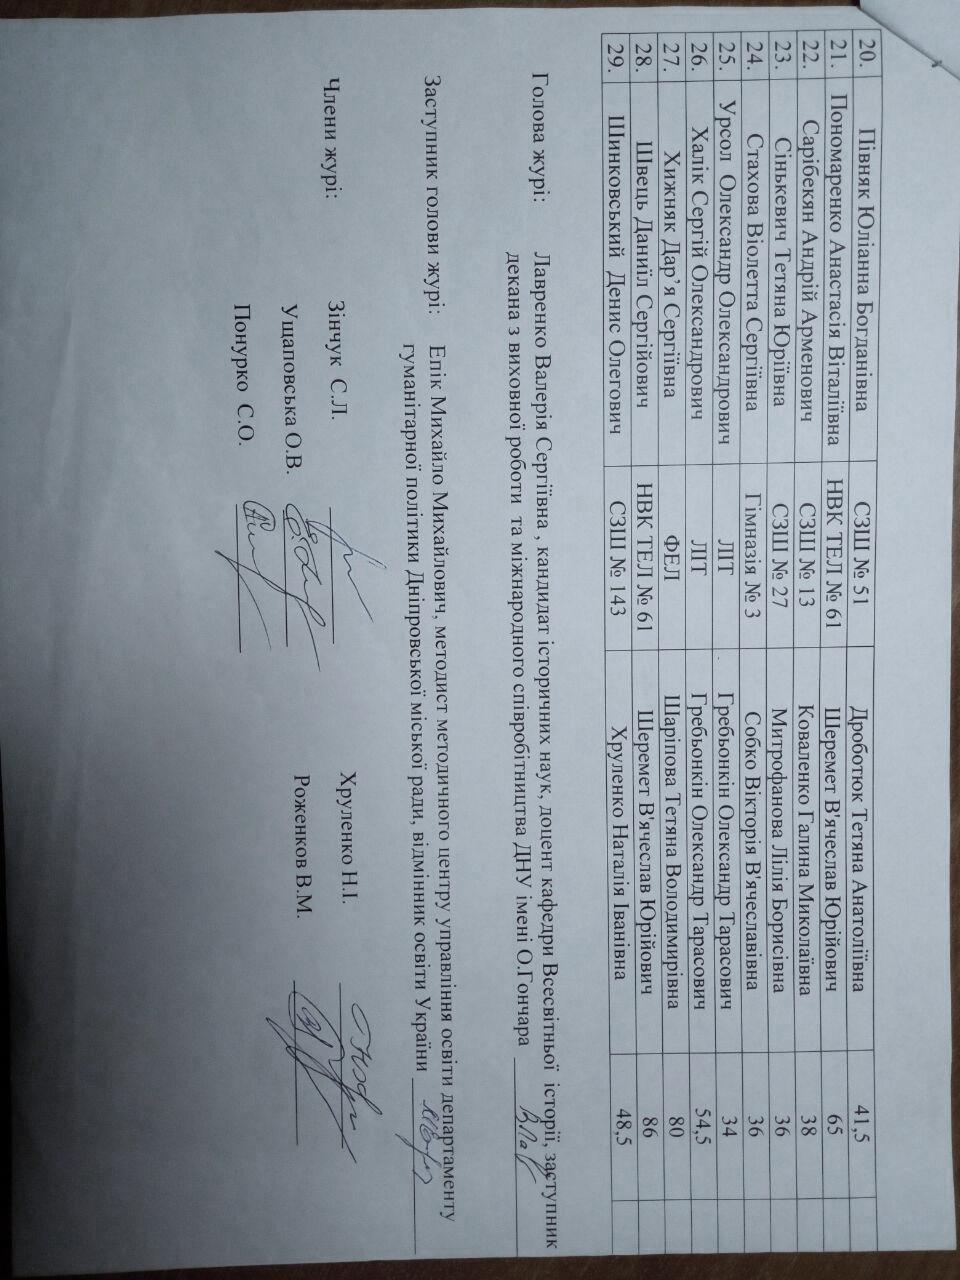 20. Півняк Юліанна Богданівна СЗШ № 51 Дроботюк Тетяна Анатоліївна 41,5
21. Пономаренко Анастасія Віталіївна НВК ТЕЛ № 61 Шеремет В'ячеслав Юрійович 65
22. Сарібекян Андрій Арменович СЗШ № 13 Коваленко Галина Миколаївна 38
23. Сінькевич Тетяна Юріївна СЗШ № 27 Митрофанова Лілія Борисівна 36
24. Стахова Віолетта Сергіївна Гімназія № 3 Собко Вікторія В'ячеславівна 36
25. Урсол Олександр Олександрович ЛІТ Гребьонкін Олександр Тарасович 34
26. Халік Сергій Олександрович ЛІТ Гребьонкін Олександр Тарасович 54,5
27. Хижняк Дар’я Сергіївна ФЕЛ Шаріпова Тетяна Володимирівна 80
28. Швець Даниїл Сергійович НВК ТЕЛ № 61 Шеремет В'ячеслав Юрійович 86
29. Шинковський Денис Олегович СЗШ № 143 Хруленко Наталія Іванівна 48,5
Голова журі: Лавренко Валерія Сергіївна , кандидат історичних наук, доцент кафедри Всесвітньої історії, заступник
декана з виховної роботи та міжнародного співробітництва ДНУ імені О.Гончара
Заступник голови журі: Епік Михайло Михайлович, методист методичного центру управління освіти департаменту
гуманітарної політики Дніпровської міської ради, відмінник освіти України
Члени журі: Зінчук С.Л. Хруленко Н.І.
Ущаповська О.В. Роженков В.М.
Понурко С.О.